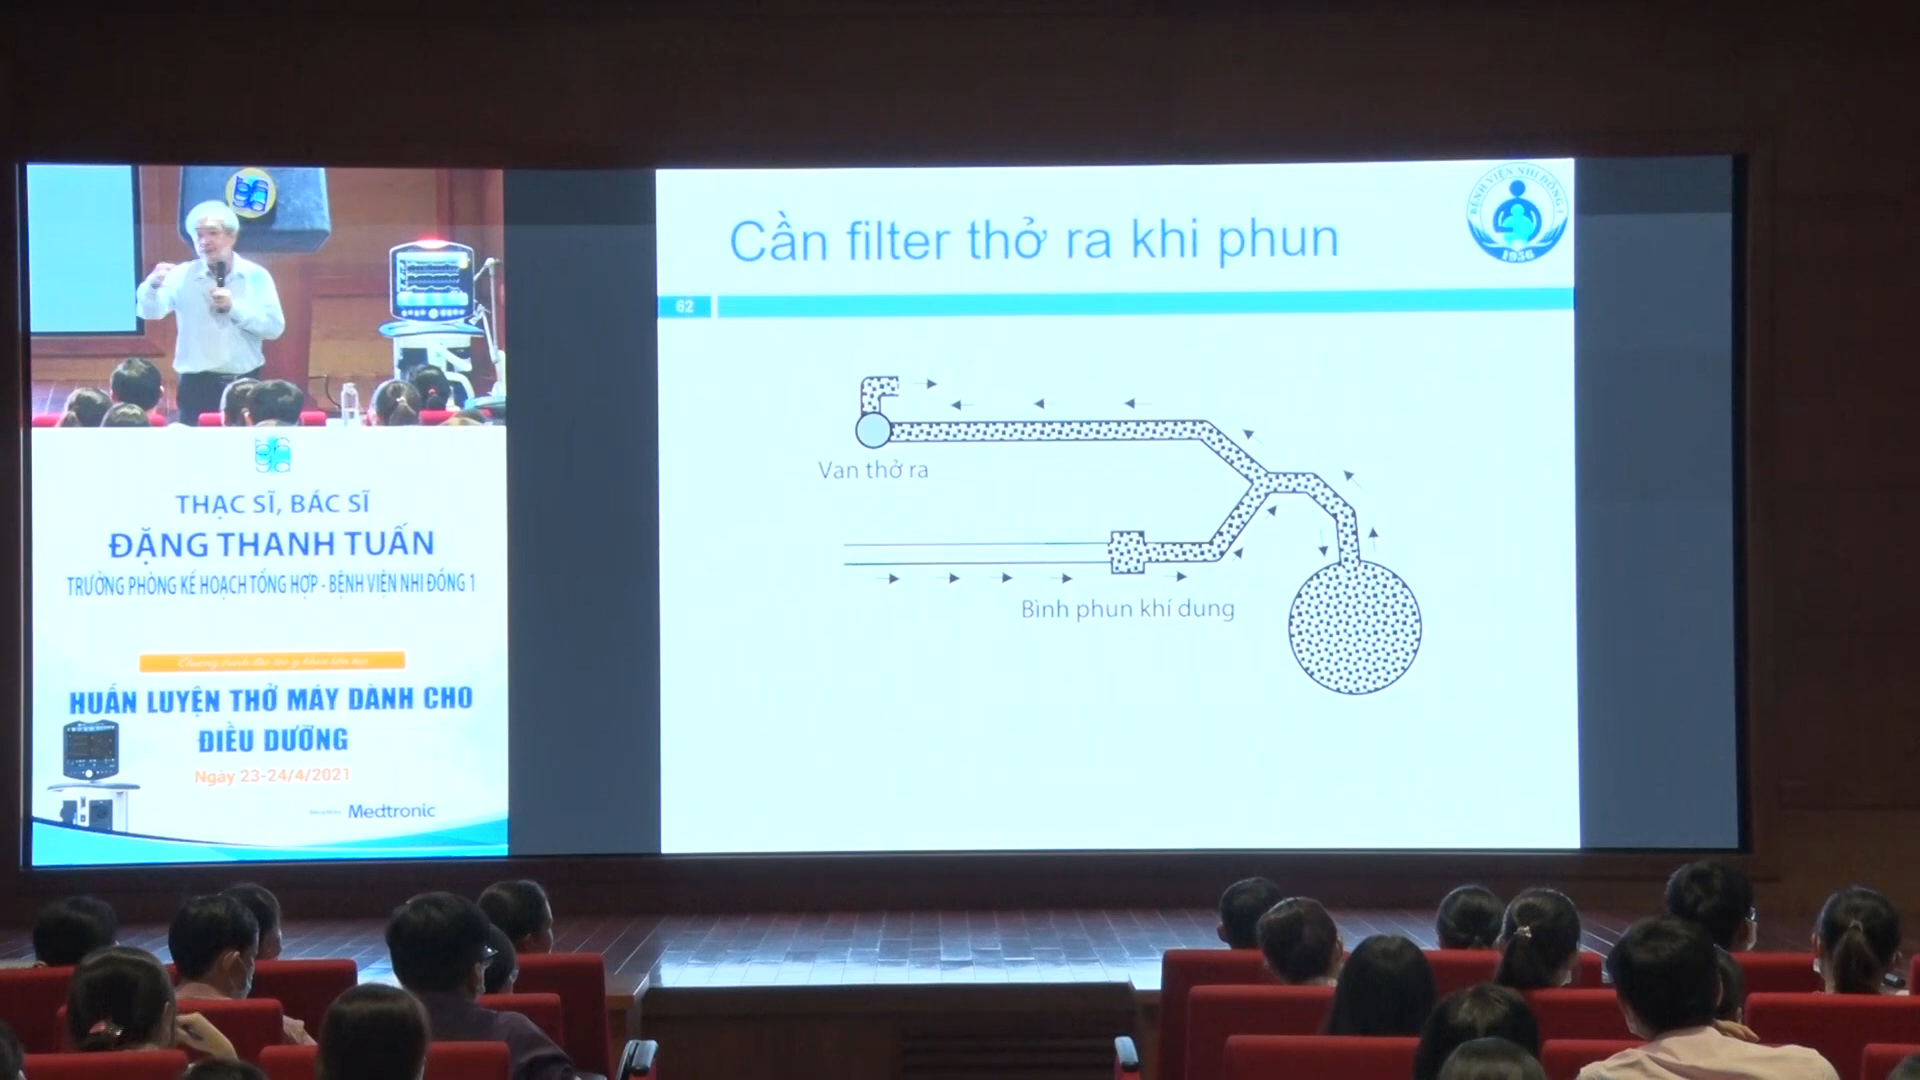 THẠC SĨ, BÁC SĨ
ĐẶNG THANH TUẤN
TRƯỞNG PHÒNG KẾ HOẠCH TỔNG HỢP - BỆNH VIỆN NHI ĐỒNG 1
HUẤN LUYỆN THỞ MÁY DÀNH CHO
ĐIỀU DƯỠNG
Ngày 23-24/4/2021
Medtronic
Cần filter thở ra khi phun
BỆNH VIỆN NHI ĐỒNG 1
1956
62
Van thở ra
Bình phun khí dung